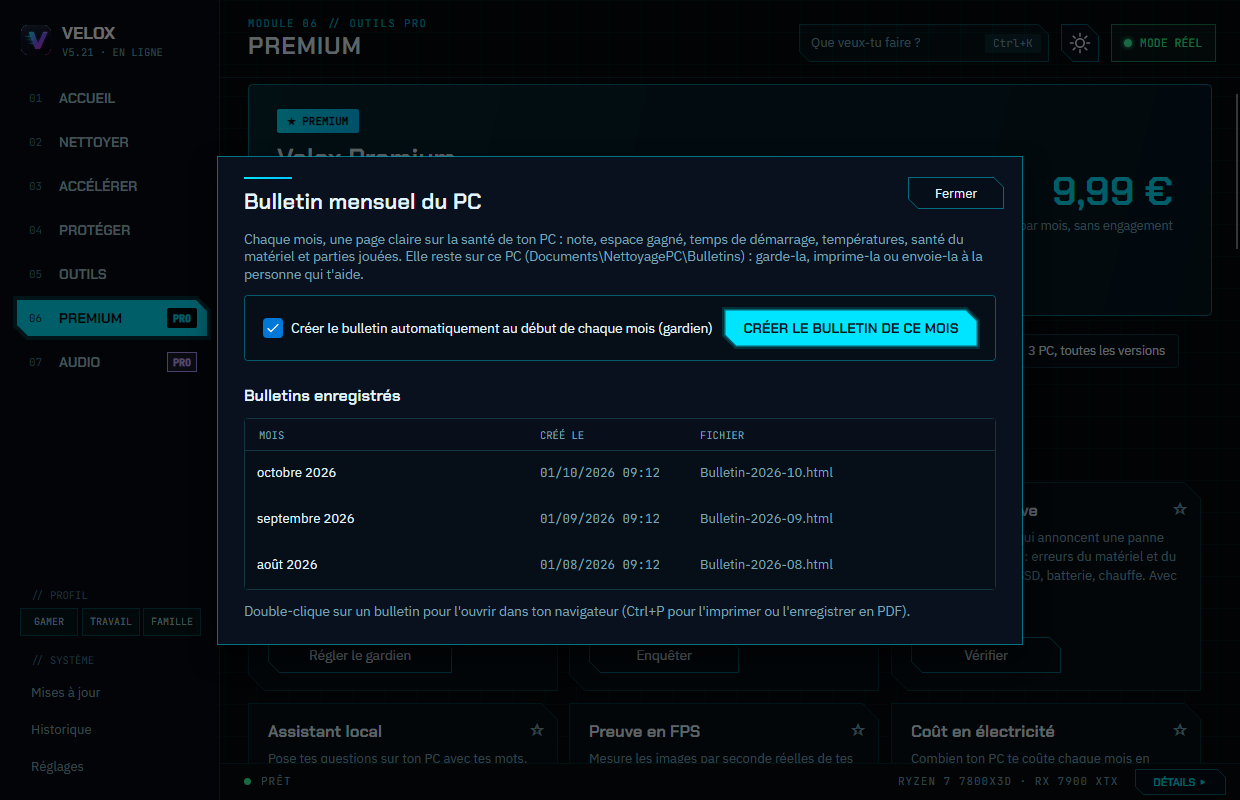 VELOX
V5.21 · EN LIGNE
01 ACCUEIL
02 NETTOYER
03 ACCÉLÉRER
04 PROTÉGER
05 OUTILS
06 PREMIUM PRO
07 AUDIO PRO
// PROFIL
GAMER TRAVAIL FAMILLE
// SYSTÈME
Mises à jour
Historique
Réglages
MODULE 06 // OUTILS PRO
PREMIUM
Que veux-tu faire ? Ctrl+K
MODE RÉEL
★ PREMIUM
Velox Premium
9,99 €
par mois, sans engagement
3 PC, toutes les versions
Bulletin mensuel du PC
Fermer
Chaque mois, une page claire sur la santé de ton PC : note, espace gagné, temps de démarrage, températures, santé du
matériel et parties jouées. Elle reste sur ce PC (Documents\NettoyagePC\Bulletins) : garde-la, imprime-la ou envoie-la à la
personne qui t'aide.
Créer le bulletin automatiquement au début de chaque mois (gardien)
CRÉER LE BULLETIN DE CE MOIS
Bulletins enregistrés
MOIS CRÉÉ LE FICHIER
octobre 2026 01/10/2026 09:12 Bulletin-2026-10.html
septembre 2026 01/09/2026 09:12 Bulletin-2026-09.html
août 2026 01/08/2026 09:12 Bulletin-2026-08.html
Double-clique sur un bulletin pour l'ouvrir dans ton navigateur (Ctrl+P pour l'imprimer ou l'enregistrer en PDF).
ve
ui annoncent une panne
: erreurs du matériel et du
SD, batterie, chauffe. Avec
Régler le gardien
Enquêter
Vérifier
Assistant local
Pose tes questions sur ton PC avec tes mots.
Preuve en FPS
Mesure les images par seconde réelles de tes
Coût en électricité
Combien ton PC te coûte chaque mois en
PRÊT
RYZEN 7 7800X3D · RX 7900 XTX
DÉTAILS ▸